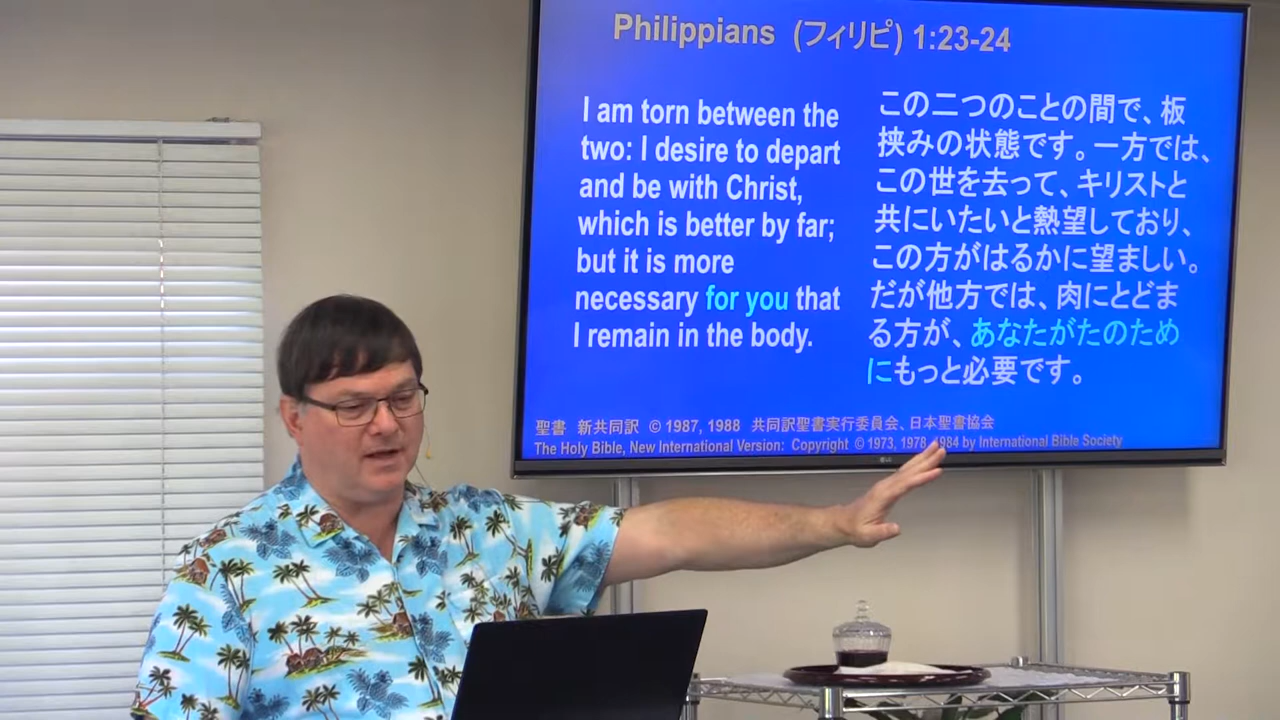 Philippians (フィリピ) 1:23-24
I am torn between the
two: I desire to depart
and be with Christ,
which is better by far;
but it is more
necessary for you that
I remain in the body.
この二つのことの間で、板
挟みの状態です。一方では、
この世を去って、キリストと
共にいたいと熱望しており、
この方がはるかに望ましい。
だが他方では、肉にとどま
る方が、あなたがたのため
にもっと必要です。
聖書 新共同訳 © 1987, 1988 共同訳聖書実行委員会、日本聖書協会
The Holy Bible, New International Version: Copyright © 1973, 1978, 1984 by International Bible Society
LG